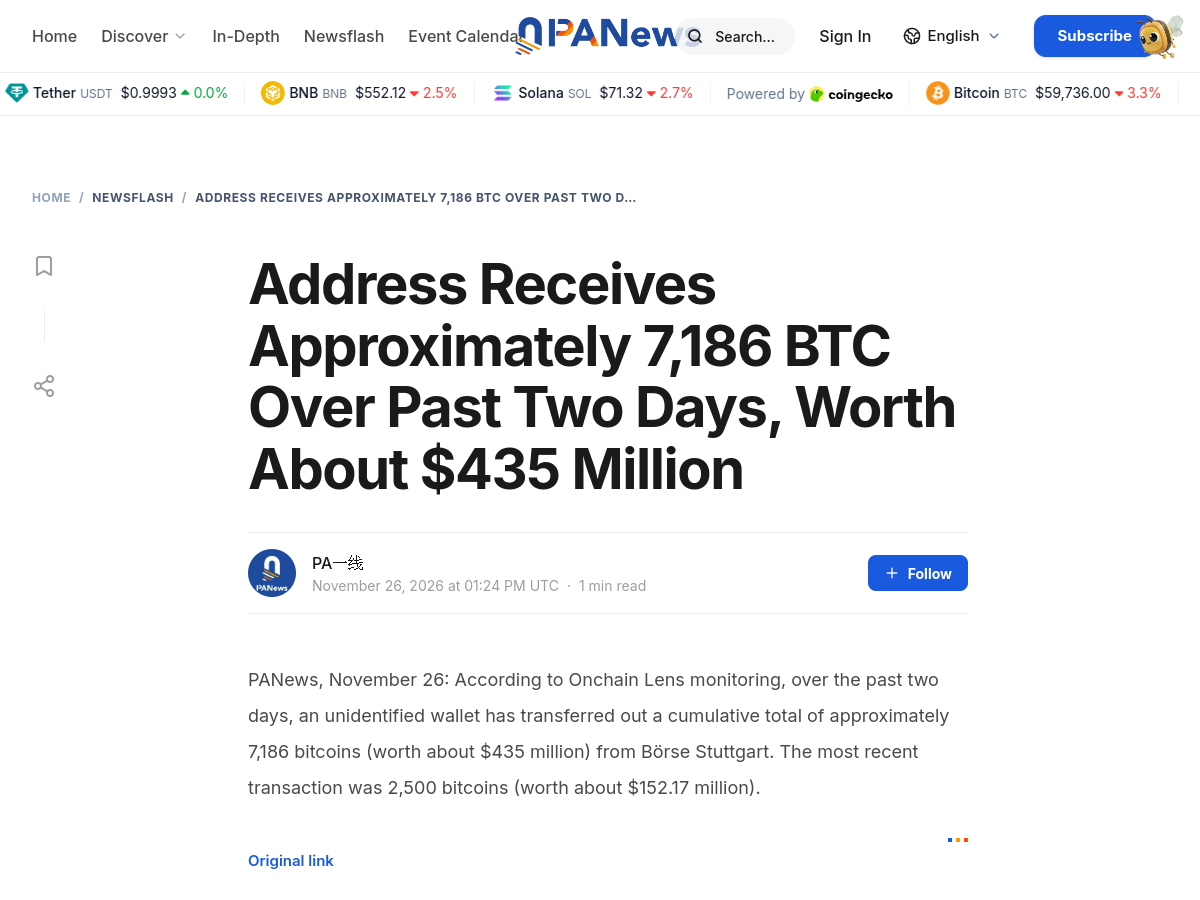 Home Discover In-Depth Newsflash Event Calendar PANews Search... Sign In English Subscribe
Tether USDT $0.9993 0.0% BNB BNB $552.12 2.5% Solana SOL $71.32 2.7% Powered by coingecko Bitcoin BTC $59,736.00 3.3%
HOME / NEWSFLASH / ADDRESS RECEIVES APPROXIMATELY 7,186 BTC OVER PAST TWO D...
Address Receives
Approximately 7,186 BTC
Over Past Two Days, Worth
About $435 Million
PANews
PA一线
November 26, 2026 at 01:24 PM UTC · 1 min read
+ Follow
PANews, November 26: According to Onchain Lens monitoring, over the past two
days, an unidentified wallet has transferred out a cumulative total of approximately
7,186 bitcoins (worth about $435 million) from Börse Stuttgart. The most recent
transaction was 2,500 bitcoins (worth about $152.17 million).
Original link